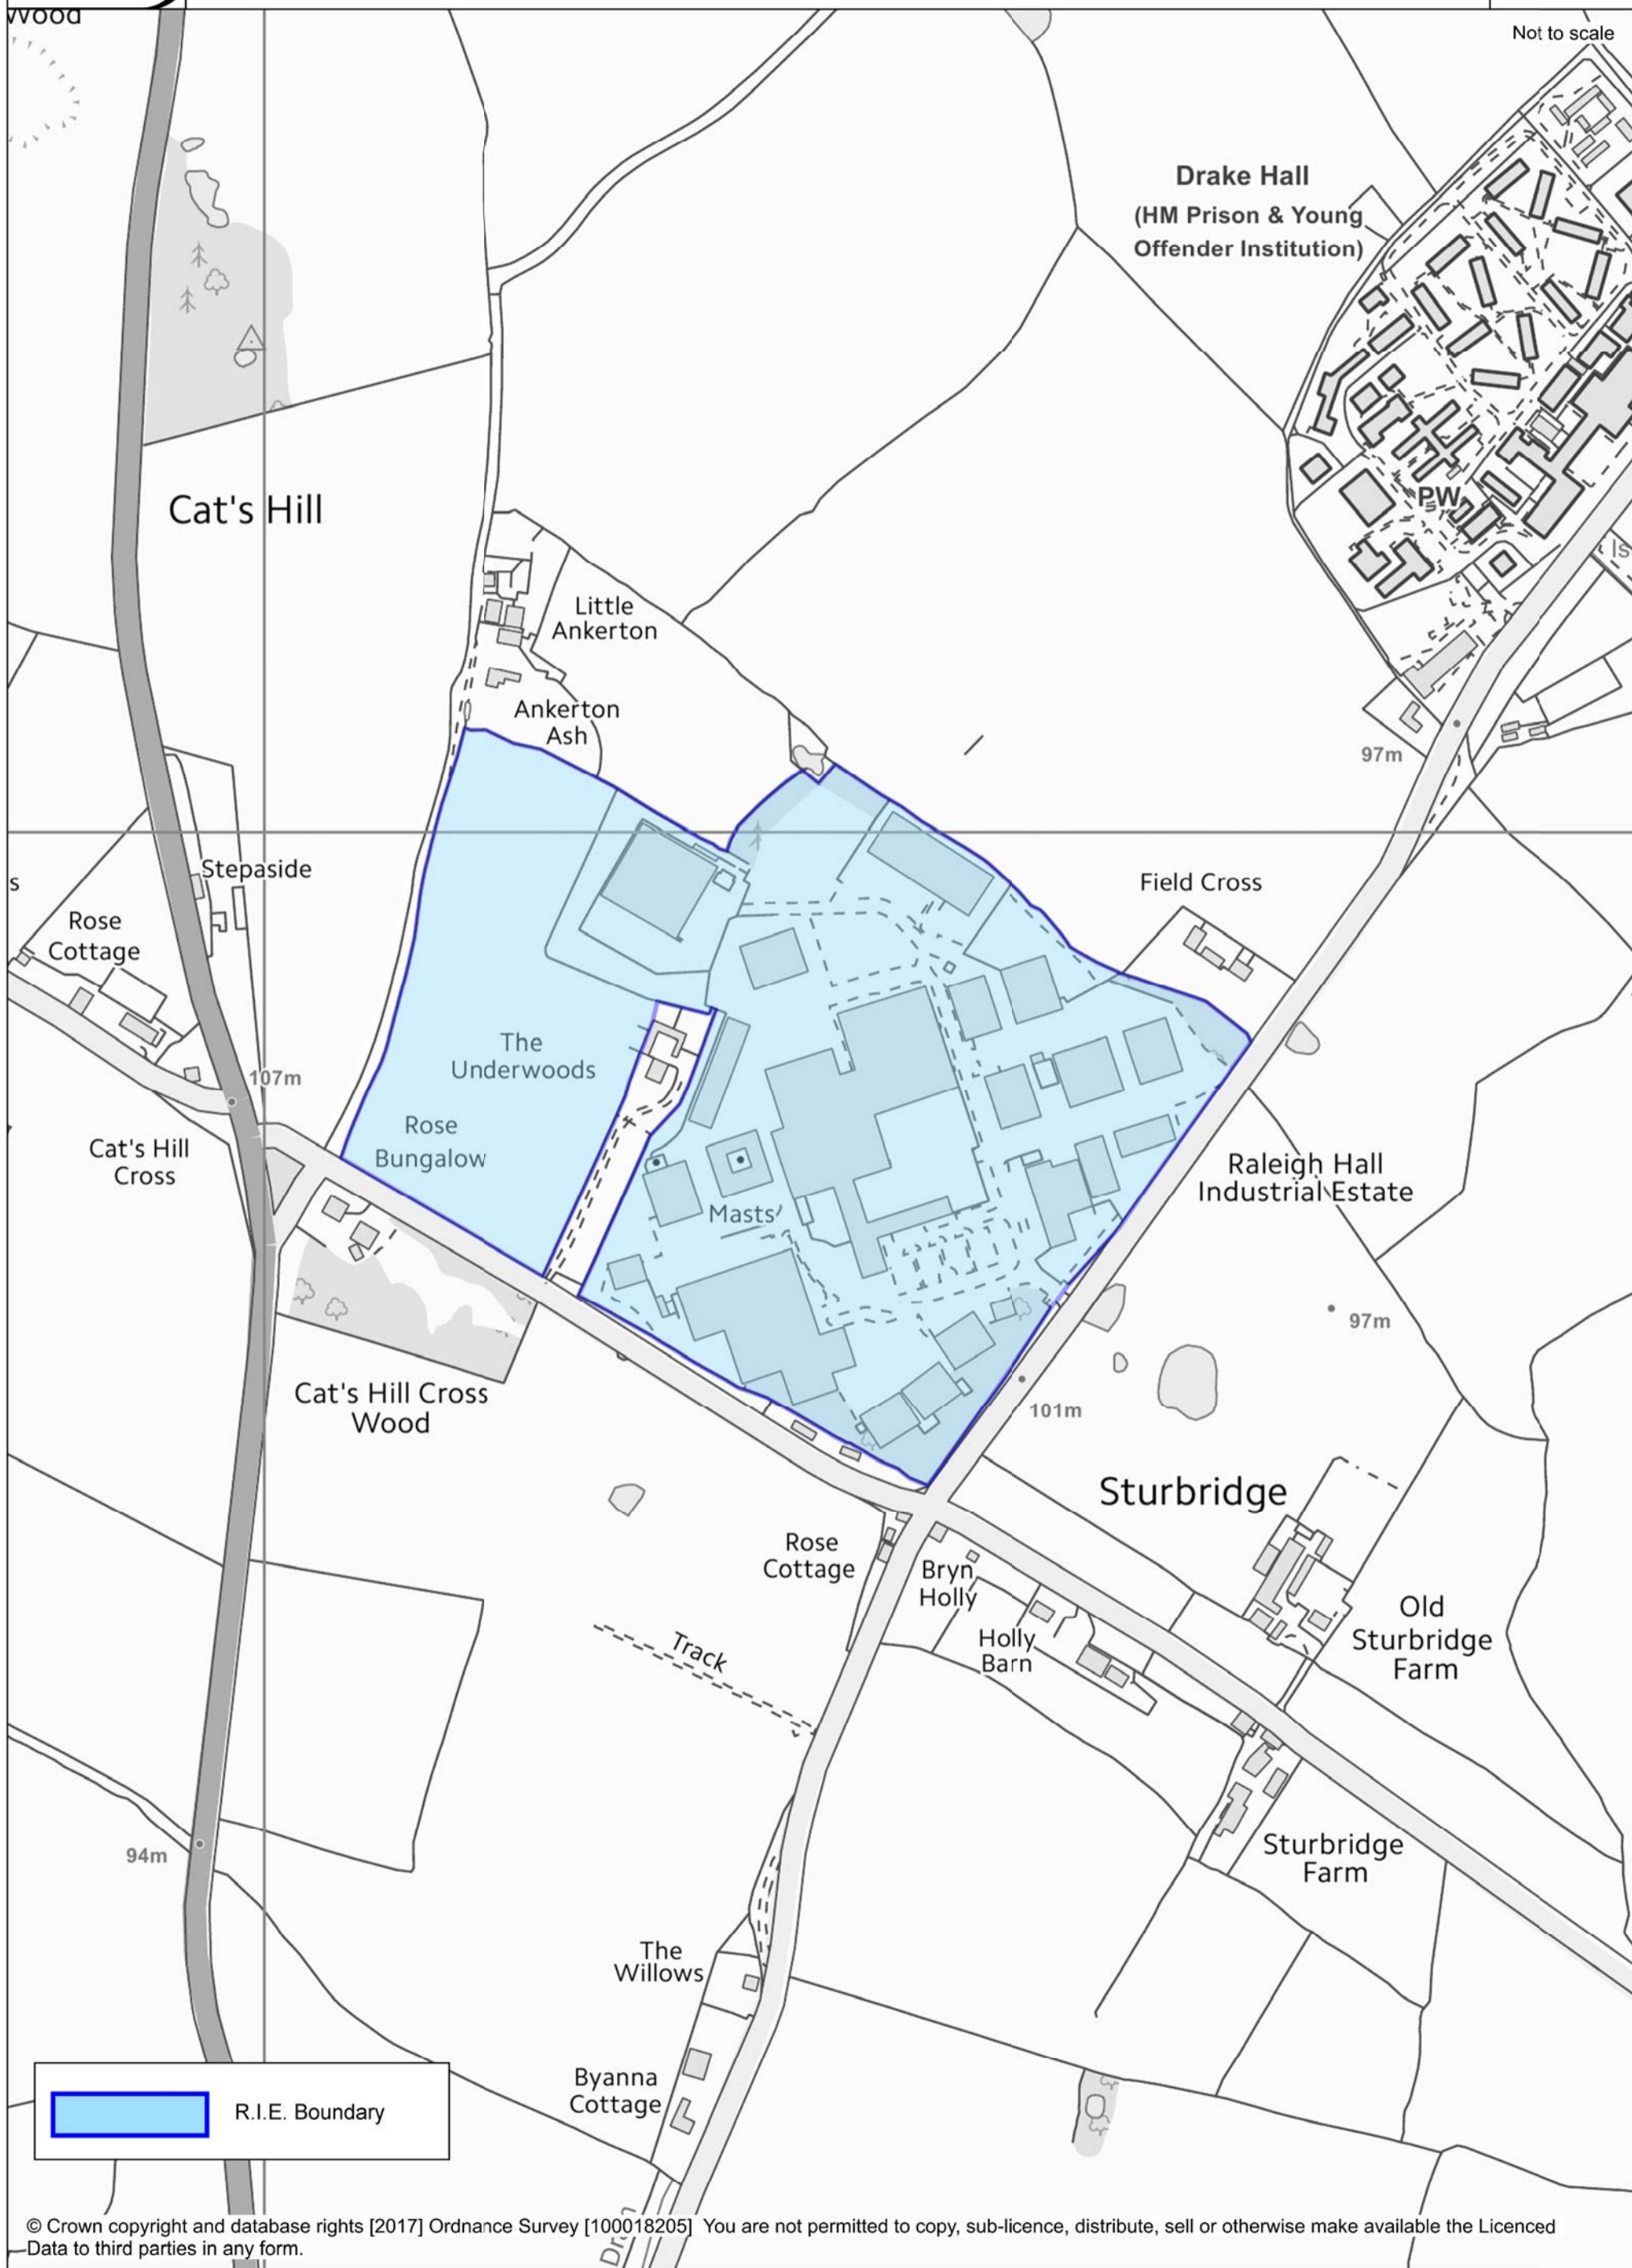 Wood
Not to scale
Drake Hall
(HM Prison & Young
Offender Institution)
PW
Is
Cat's Hill
Little
Ankerton
Ankerton
Ash
97m
Stepaside
s
Rose
Cottage
Field Cross
The
Underwoods
107m
Rose
Bungalow
Cat's Hill
Cross
Raleigh Hall
Industrial Estate
Masts
97m
Cat's Hill Cross
Wood
101m
Sturbridge
Rose
Cottage
Bryn
Holly
Old
Sturbridge
Farm
Holly
Barn
Track
94m
Sturbridge
Farm
The
Willows
Byanna
Cottage
R.I.E. Boundary
© Crown copyright and database rights [2017] Ordnance Survey [100018205] You are not permitted to copy, sub-licence, distribute, sell or otherwise make available the Licenced
Data to third parties in any form.